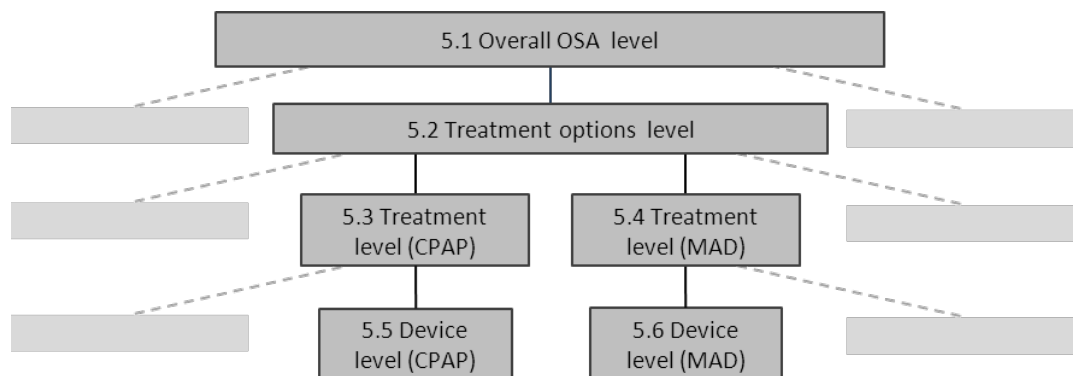 5.1 Overall OSA level
5.2 Treatment options level
5.3 Treatment
level (CPAP)
5.4 Treatment
level (MAD)
5.5 Device
level (CPAP)
5.6 Device
level (MAD)